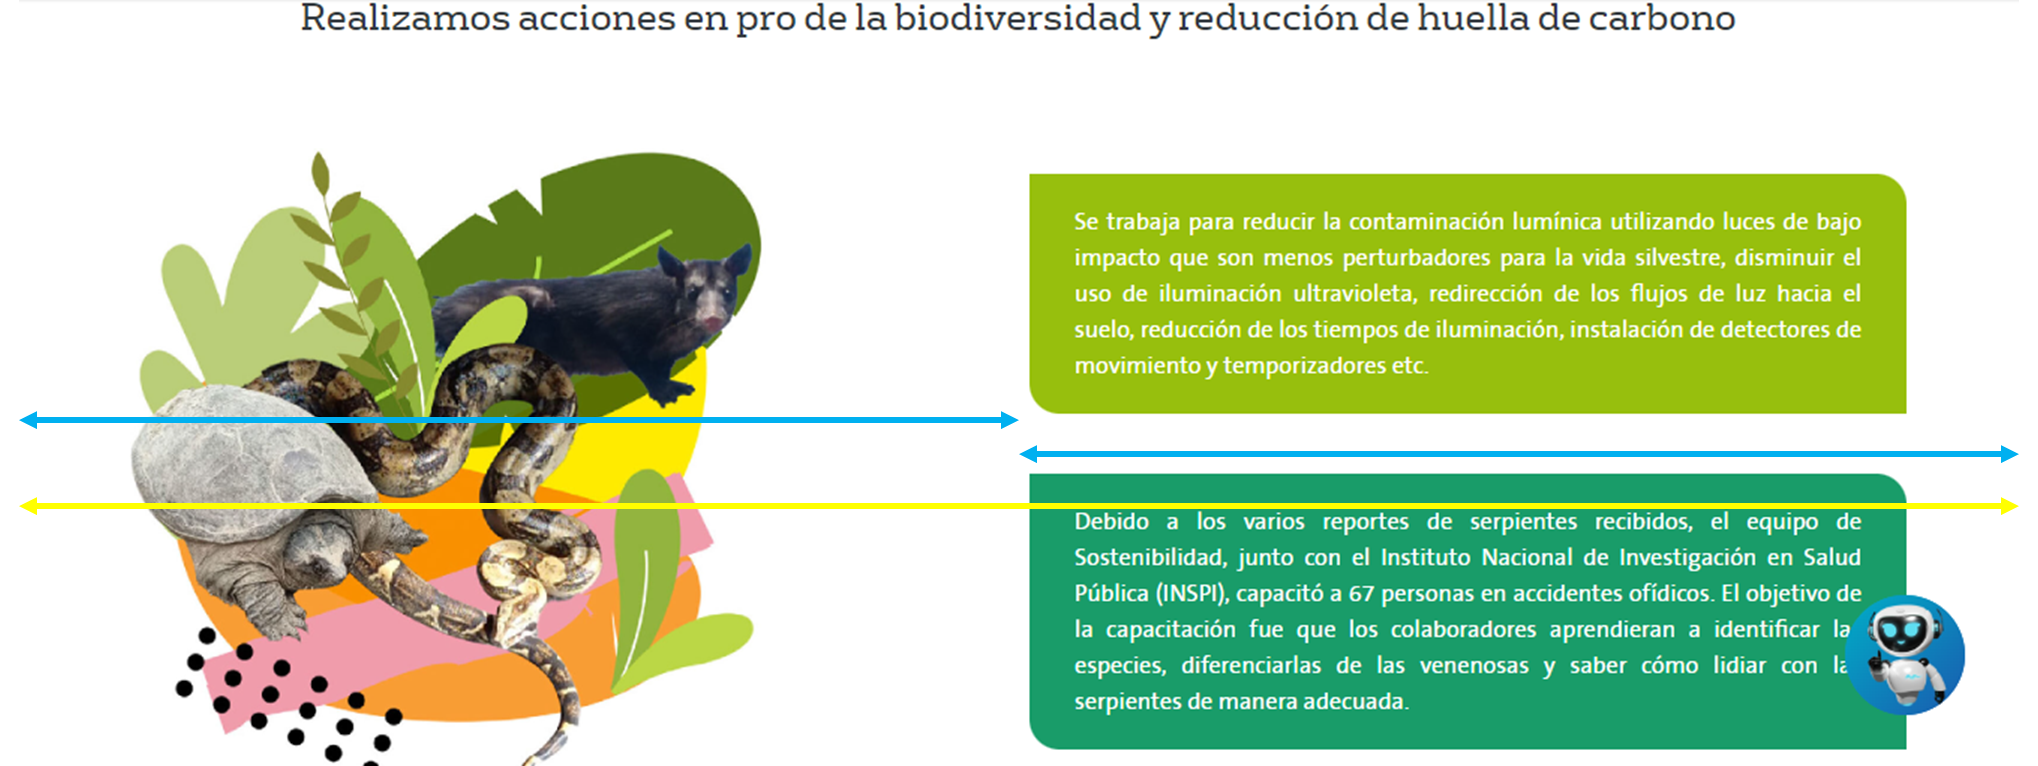 Realizamos acciones en pro de la biodiversidad y reducción de huella de carbono
Se trabaja para reducir la contaminación lumínica utilizando luces de bajo
impacto que son menos perturbadores para la vida silvestre, disminuir el
uso de iluminación ultravioleta, redirección de los flujos de luz hacia el
suelo, reducción de los tiempos de iluminación, instalación de detectores de
movimiento y temporizadores etc.
Debido a los varios reportes de serpientes recibidos, el equipo de
Sostenibilidad, junto con el Instituto Nacional de Investigación en Salud
Pública (INSPI), capacitó a 67 personas en accidentes ofídicos. El objetivo de
la capacitación fue que los colaboradores aprendieran a identificar
especies, diferenciarlas de las venenosas y saber cómo lidiar con
serpientes de manera adecuada.